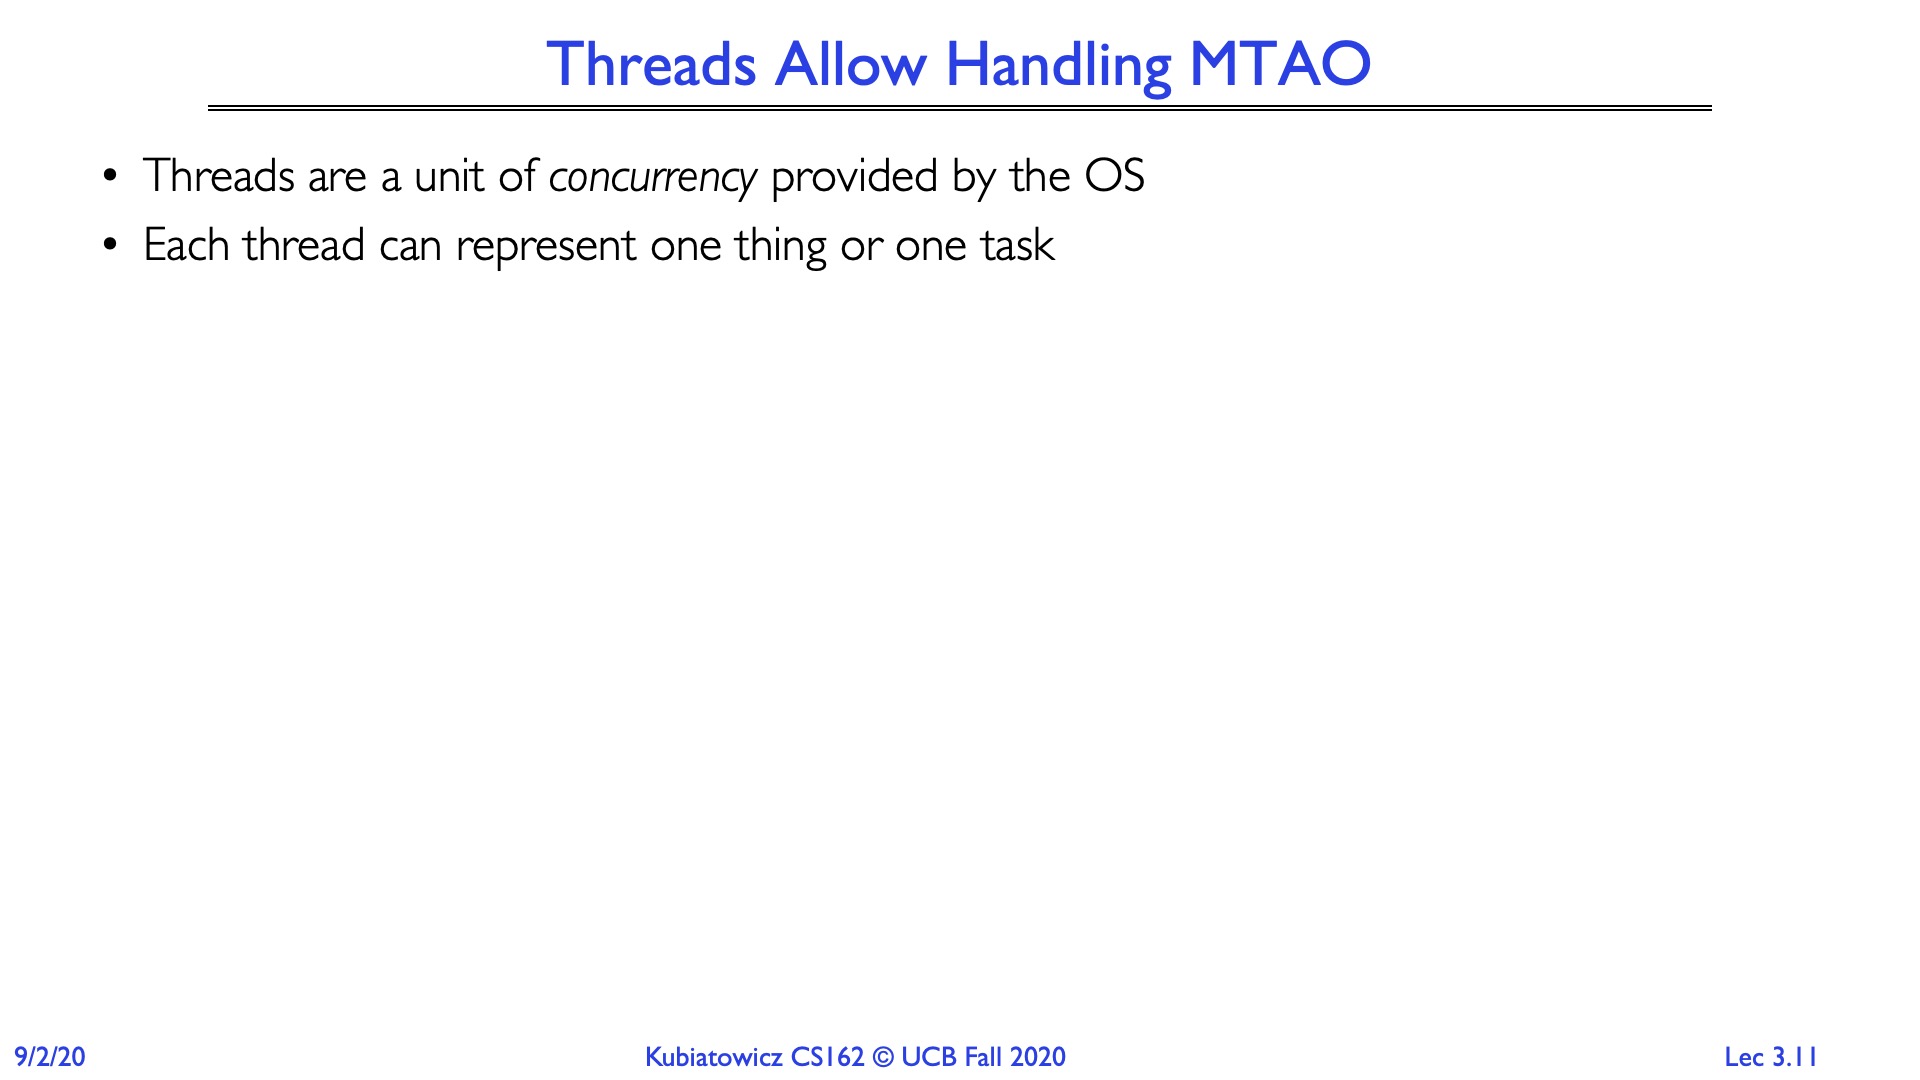 Threads Allow Handling MTAO
• Threads are a unit of concurrency provided by the OS
• Each thread can represent one thing or one task
9/2/20
Kubiatowicz CS162 © UCB Fall 2020
Lec 3.11